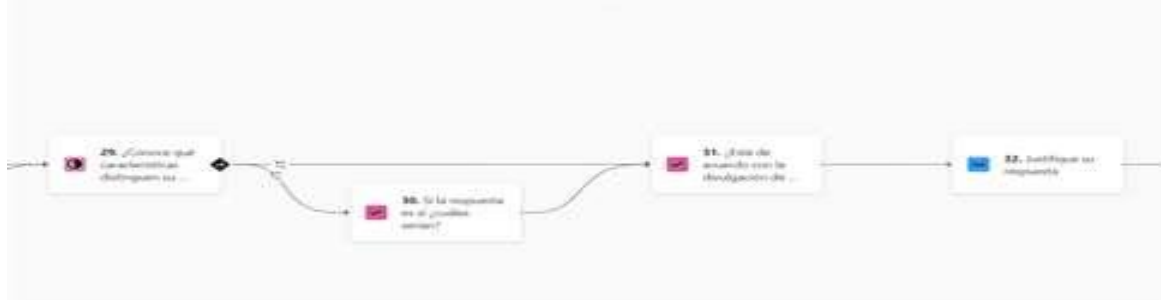 29. ¿Conoce qué
características
distinguen su ...
30. Si la respuesta
es sí ¿cuáles
serían?
31. ¿Está de
acuerdo con la
divulgación de ...
32. Justifique su
respuesta